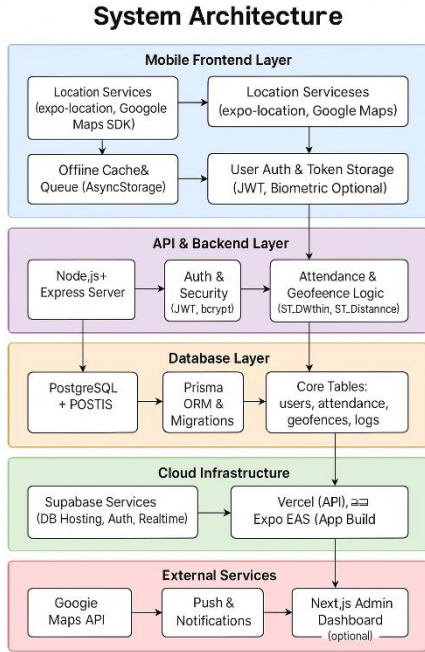 System Architecture
Mobile Frontend Layer
Location Services
(expo-location, Googole
Maps SDK)
Location Serviceses
(expo-location, Google Maps)
Offiine Cache&
Queue (AsyncStorage)
User Auth & Token Storage
(JWT, Biometric Optional)
API & Backend Layer
Node,js+
Express Server
Auth &
Security
(JWT, bcrypt)
Attendance &
Geofeence Logic
(ST_DWthin, ST_Distannce)
Database Layer
PostgreSQL
+ POSTIS
Prisma
ORM &
Migrations
Core Tables:
users, attendance,
geofences, logs
Cloud Infrastructure
Supabase Services
(DB Hosting, Auth, Realtime)
Vercel (API),
Expo EAS (App Build
External Services
Googie
Maps API
Push &
Notifications
Next,js Admin
Dashboard
(optional)